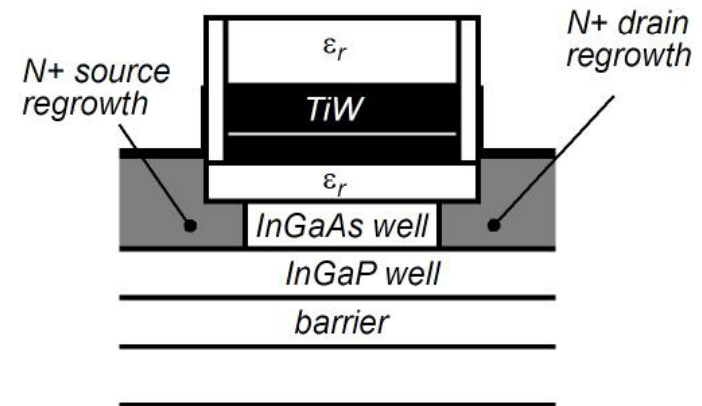 N+ source
regrowth
N+ drain
regrowth
εr
TiW
εr
InGaAs well
InGaP well
barrier